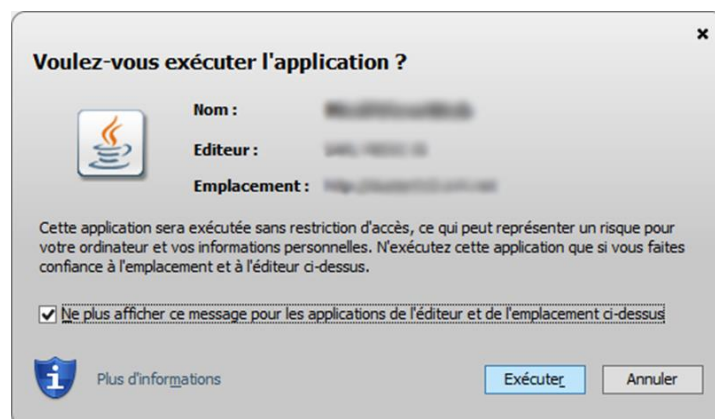 Voulez-vous exécuter l'application ?
Nom :
Editeur :
Emplacement :
Cette application sera exécutée sans restriction d'accès, ce qui peut représenter un risque pour
votre ordinateur et vos informations personnelles. N'exécutez cette application que si vous faites
confiance à l'emplacement et à l'éditeur ci-dessus.
Ne plus afficher ce message pour les applications de l'éditeur et de l'emplacement ci-dessus
Plus d'informations
Exécuter
Annuler